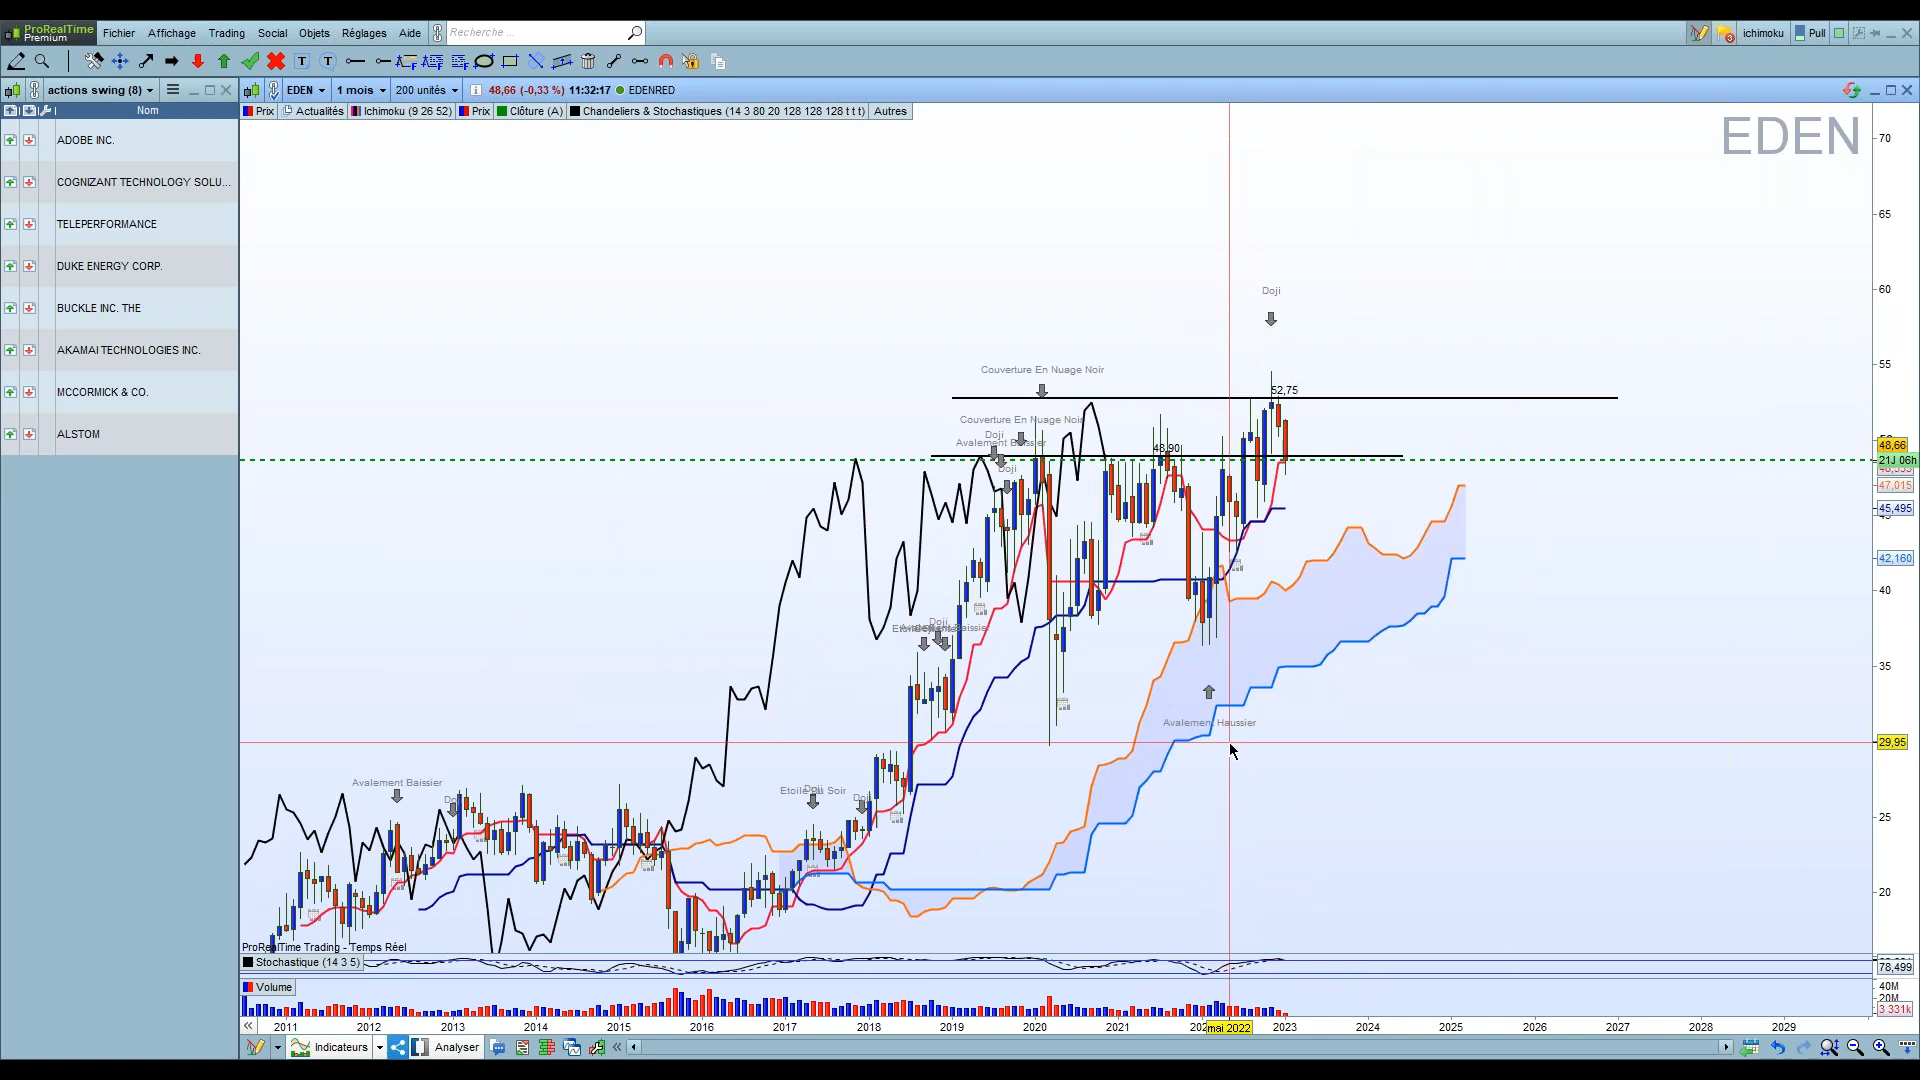 ProRealTime
Premium
Fichier Affichage Trading Social Objets Réglages Aide Recherche ... ichimoku Pull
actions swing (8) EDEN 1 mois 200 unités 48,66 (-0,33 %) 11:32:17 EDENRED
Nom
Prix Actualités Ichimoku (9 26 52) Prix Clôture (A) Chandeliers & Stochastiques (14 3 80 20 128 128 128 t t t) Autres
EDEN
ADOBE INC.
COGNIZANT TECHNOLOGY SOLU...
TELEPERFORMANCE
DUKE ENERGY CORP.
BUCKLE INC. THE
AKAMAI TECHNOLOGIES INC.
MCCORMICK & CO.
ALSTOM
70
65
60
55
48,66
21J 06h
47,015
45,495
42,160
40
35
29,95
25
20
Doji
Couverture En Nuage Noir
52,75
Couverture En Nuage Noir
Doji
Avalement Baissier
48,90
Doji
Doji
Avalement Haussier
Avalement Baissier
Etoile Du Soir
ProRealTime Trading - Temps Réel
Stochastique (14 3 5)
78,499
Volume
40M
20M
3 331k
2011 2012 2013 2014 2015 2016 2017 2018 2019 2020 2021 mai 2022 2023 2024 2025 2026 2027 2028 2029
Indicateurs Analyser